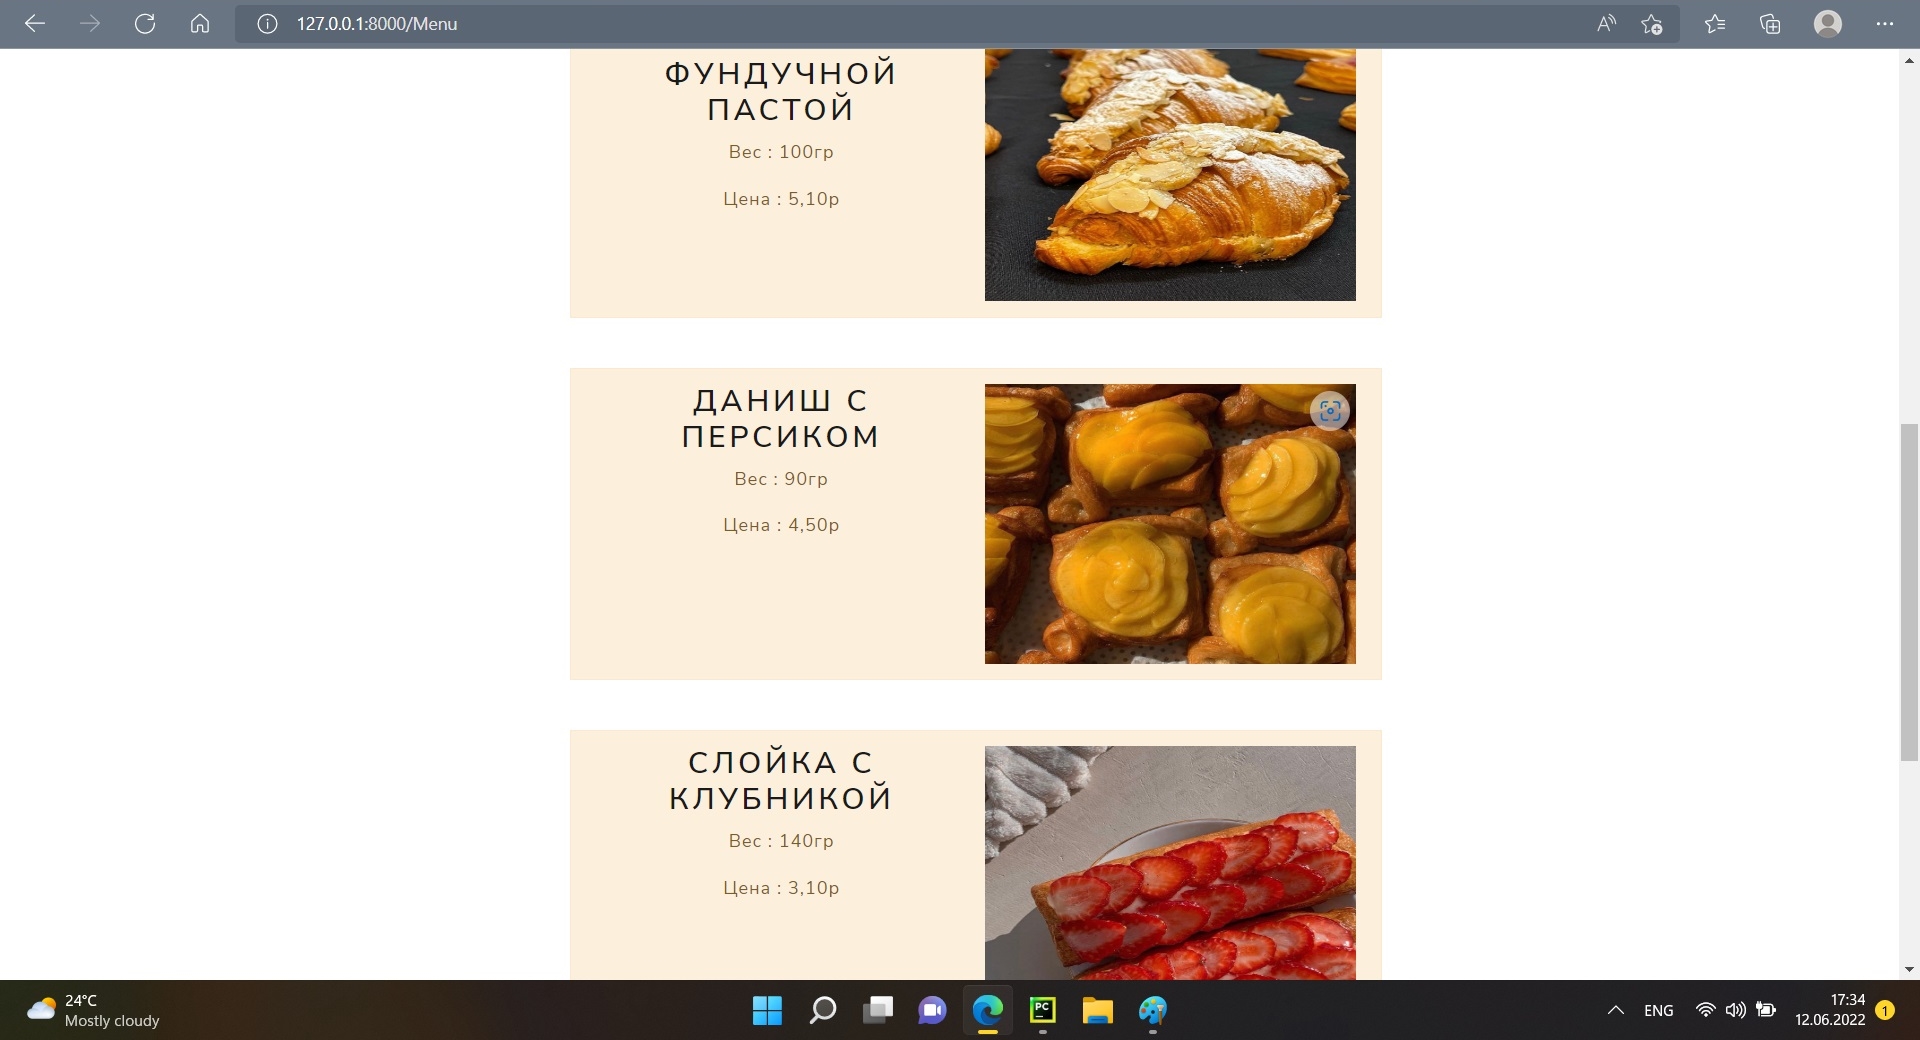 127.0.0.1:8000/Menu
ФУНДУЧНОЙ
ПАСТОЙ
Вес : 100гр
Цена : 5,10р
ДАНИШ С
ПЕРСИКОМ
Вес : 90гр
Цена : 4,50р
СЛОЙКА С
КЛУБНИКОЙ
Вес : 140гр
Цена : 3,10р
24°C
Mostly cloudy
PC
ENG
17:34
12.06.2022
1